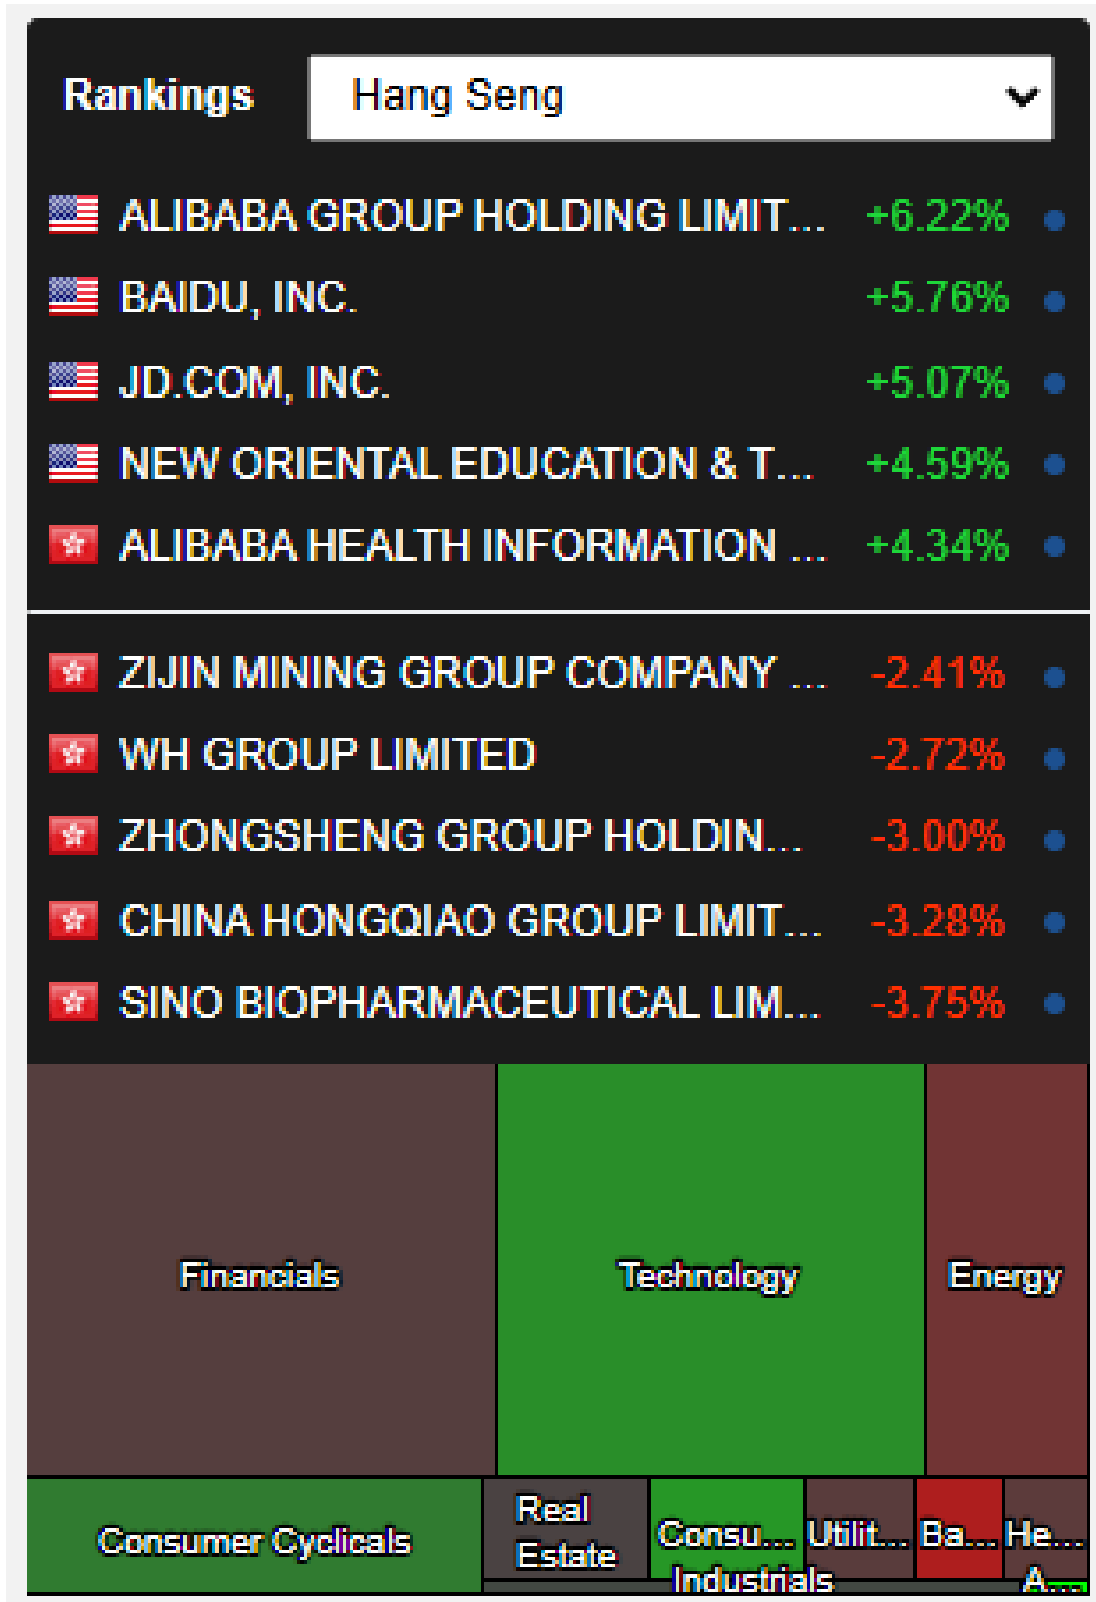 Rankings Hang Seng
ALIBABA GROUP HOLDING LIMIT... +6.22%
BAIDU, INC. +5.76%
JD.COM, INC. +5.07%
NEW ORIENTAL EDUCATION & T... +4.59%
ALIBABA HEALTH INFORMATION ... +4.34%
ZIJIN MINING GROUP COMPANY ... -2.41%
WH GROUP LIMITED -2.72%
ZHONGSHENG GROUP HOLDIN... -3.00%
CHINA HONGQIAO GROUP LIMIT... -3.28%
SINO BIOPHARMACEUTICAL LIM... -3.75%
Financials Technology Energy
Consumer Cyclicals
Real
Estate
Consu... Utilit... Ba... He...
Industrials A...